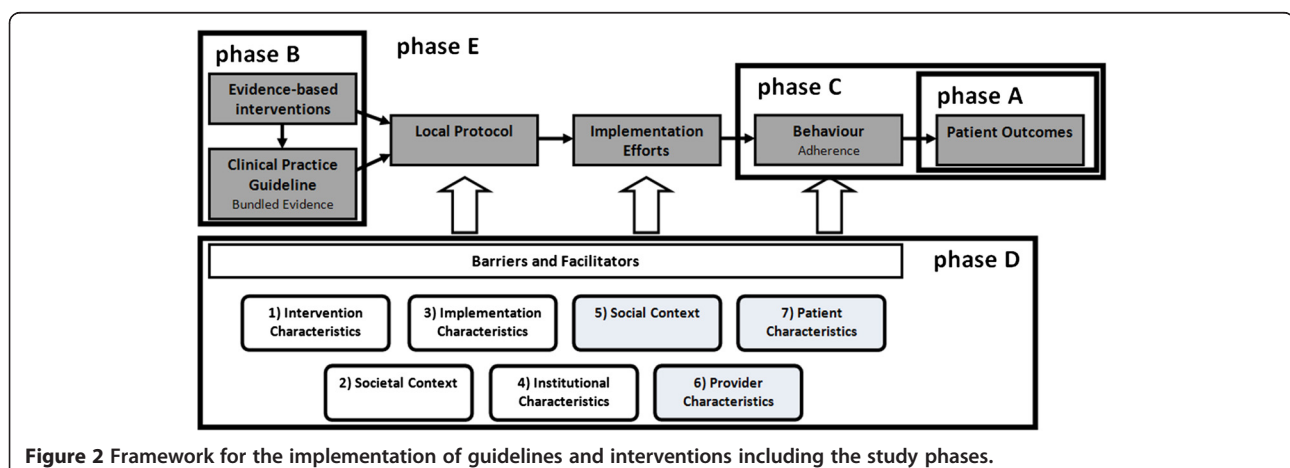 phase B
phase E
Evidence-based
interventions
Clinical Practice
Guideline
Bundled Evidence
Local Protocol
Implementation
Efforts
phase C
Behaviour
Adherence
phase A
Patient Outcomes
Barriers and Facilitators
phase D
1) Intervention
Characteristics
3) Implementation
Characteristics
5) Social Context
7) Patient
Characteristics
2) Societal Context
4) Institutional
Characteristics
6) Provider
Characteristics
Figure 2 Framework for the implementation of guidelines and interventions including the study phases.